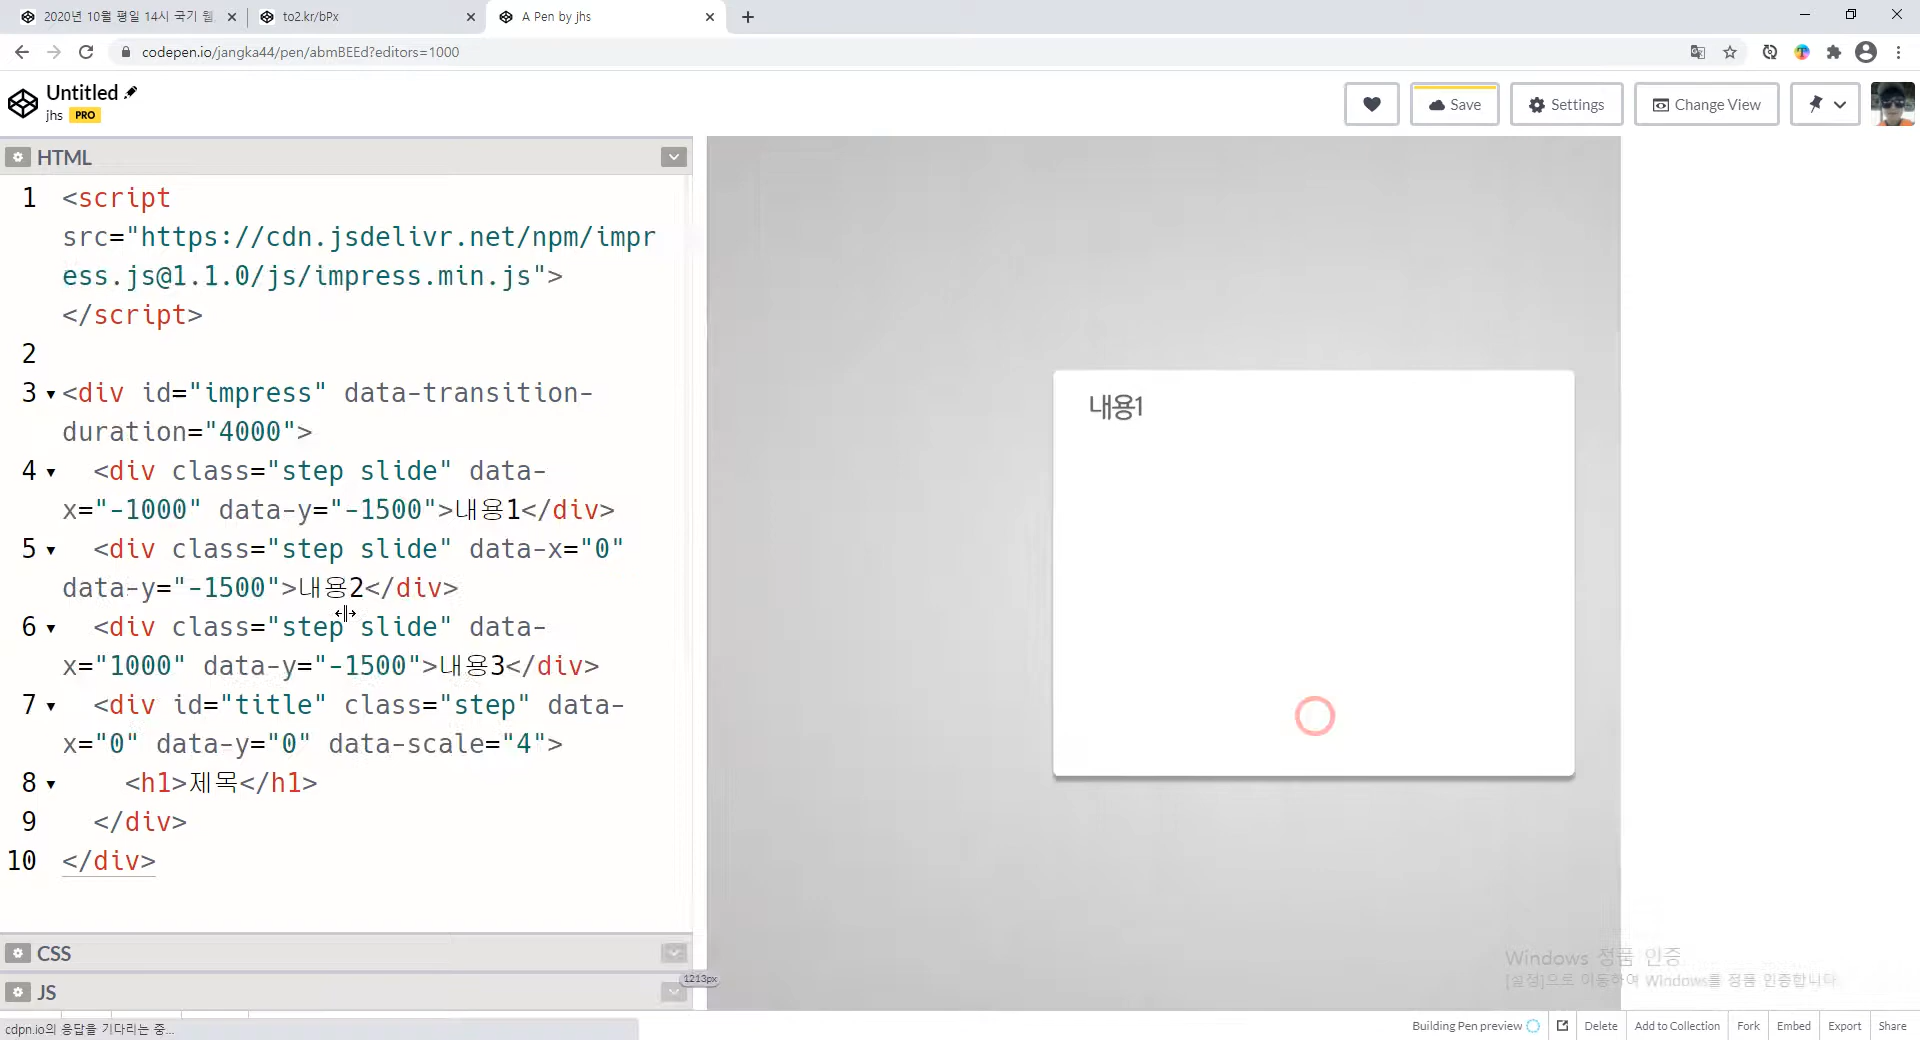 2020년 10월 평일 14시 국기 웹
to2.kr/bPx
A Pen by jhs
codepen.io/jangka44/pen/abmBEEd?editors=1000
Untitled
jhs PRO
Save
Settings
Change View
HTML
1 <script
src="https://cdn.jsdelivr.net/npm/impr
ess.js@1.1.0/js/impress.min.js">
</script>
2
3 <div id="impress" data-transition-
duration="4000">
4 <div class="step slide" data-
x="-1000" data-y="-1500">내용1</div>
5 <div class="step slide" data-x="0"
data-y="-1500">내용2</div>
6 <div class="step slide" data-
x="1000" data-y="-1500">내용3</div>
7 <div id="title" class="step" data-
x="0" data-y="0" data-scale="4">
8 <h1>제목</h1>
9 </div>
10 </div>
내용1
CSS
1213px
JS
Windows 정품 인증
[설정]으로 이동하여 Windows를 정품 인증합니다.
cdpn.io의 응답을 기다리는 중...
Building Pen preview
Delete
Add to Collection
Fork
Embed
Export
Share